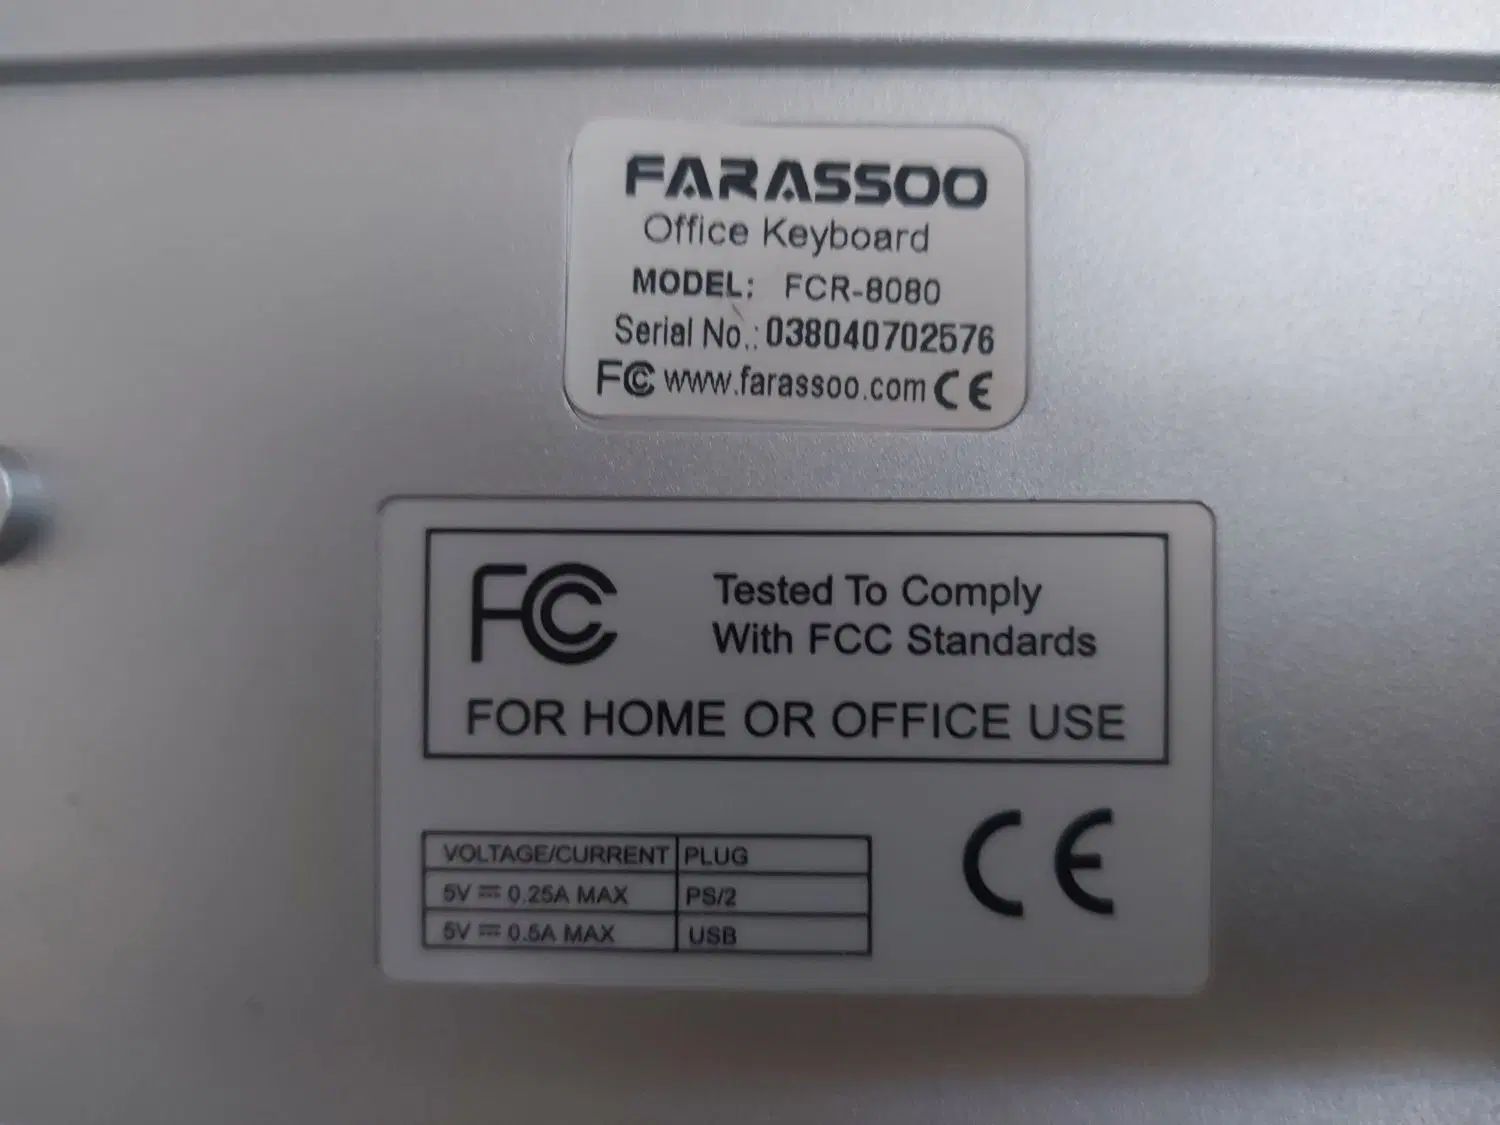 FARASSOO
Office Keyboard
MODEL: FCR-8080
Serial No.: 038040702576
FC www.farassoo.com CE
FC Tested To Comply
With FCC Standards
FOR HOME OR OFFICE USE
VOLTAGE/CURRENT PLUG
5V ⎓ 0.25A MAX PS/2
5V ⎓ 0.5A MAX USB
CE